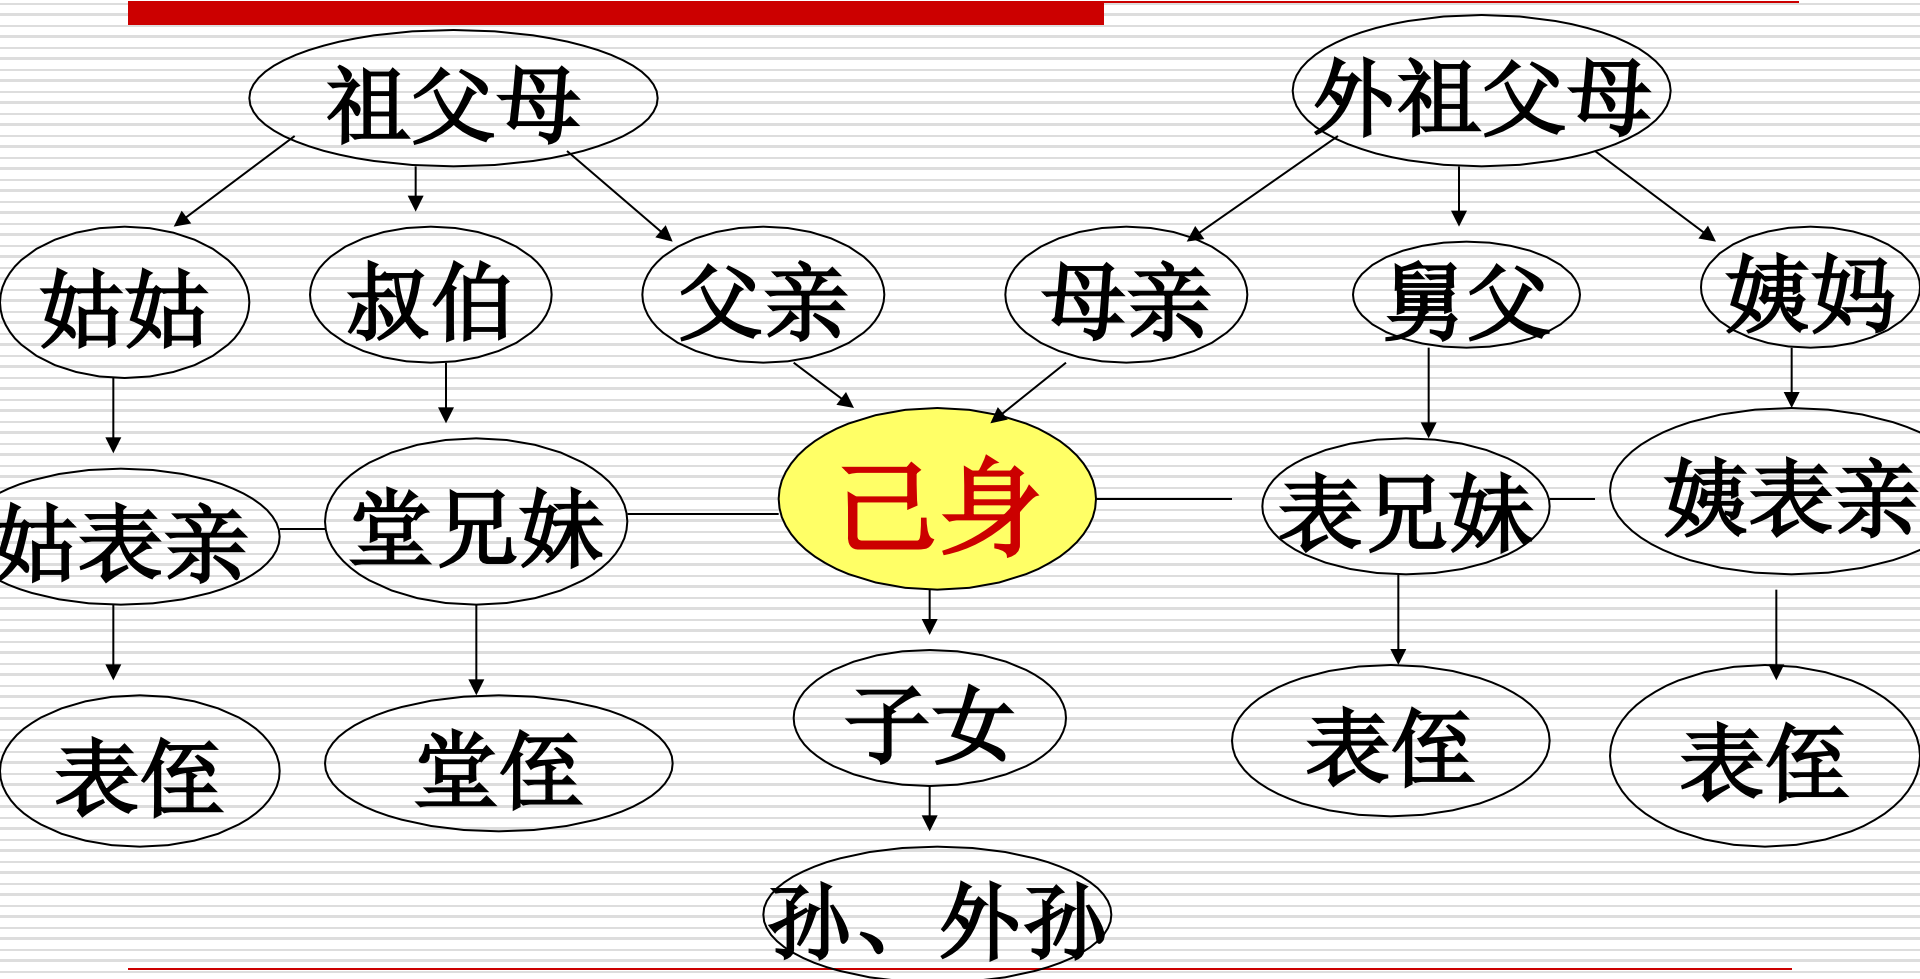 祖父母
外祖父母
姑姑
叔伯
父亲
母亲
舅父
姨妈
姑表亲
堂兄妹
己身
表兄妹
姨表亲
表侄
堂侄
子女
表侄
表侄
孙、外孙